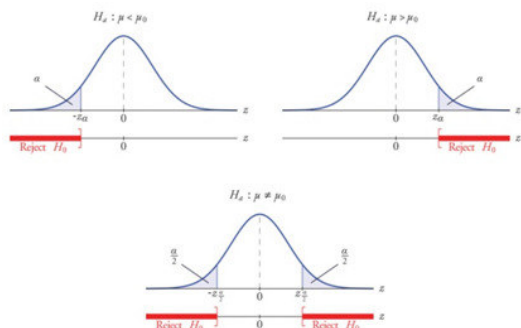 Hₐ : μ < μ₀
α
-z_α 0 z
Reject H₀ 0 z
Hₐ : μ > μ₀
α
0 z_α z
0 Reject H₀ z
Hₐ : μ ≠ μ₀
α/2 α/2
-z_α/2 0 z_α/2 z
Reject H₀ 0 Reject H₀ z